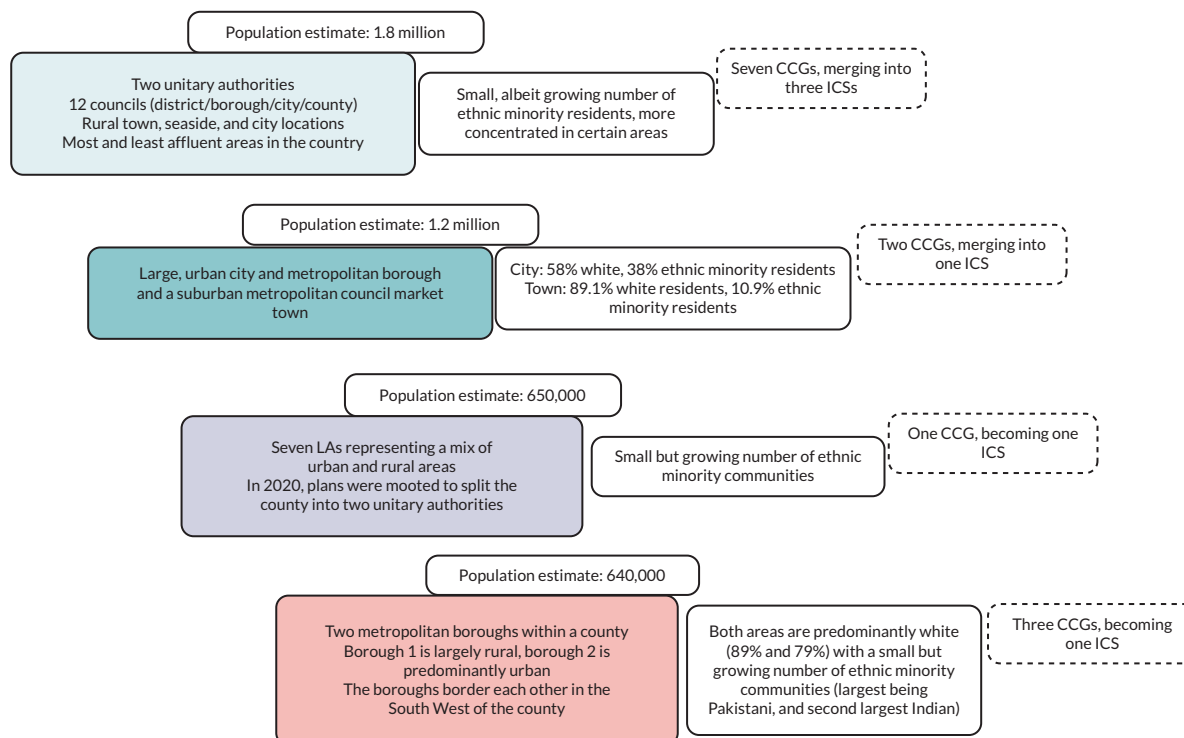 Population estimate: 1.8 million
Two unitary authorities
12 councils (district/borough/city/county)
Rural town, seaside, and city locations
Most and least affluent areas in the country
Small, albeit growing number of
ethnic minority residents, more
concentrated in certain areas
Seven CCGs, merging into
three ICSs
Population estimate: 1.2 million
Large, urban city and metropolitan borough
and a suburban metropolitan council market
town
City: 58% white, 38% ethnic minority residents
Town: 89.1% white residents, 10.9% ethnic
minority residents
Two CCGs, merging into
one ICS
Population estimate: 650,000
Seven LAs representing a mix of
urban and rural areas
In 2020, plans were mooted to split the
county into two unitary authorities
Small but growing number of ethnic
minority communities
One CCG, becoming one
ICS
Population estimate: 640,000
Two metropolitan boroughs within a county
Borough 1 is largely rural, borough 2 is
predominantly urban
The boroughs border each other in the
South West of the county
Both areas are predominantly white
(89% and 79%) with a small but
growing number of ethnic minority
communities (largest being
Pakistani, and second largest Indian)
Three CCGs, becoming
one ICS